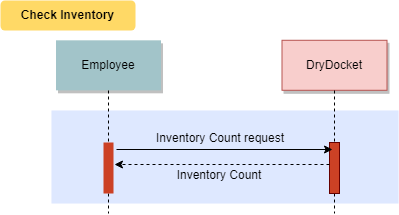 Check Inventory
Employee
DryDocket
Inventory Count request
Inventory Count